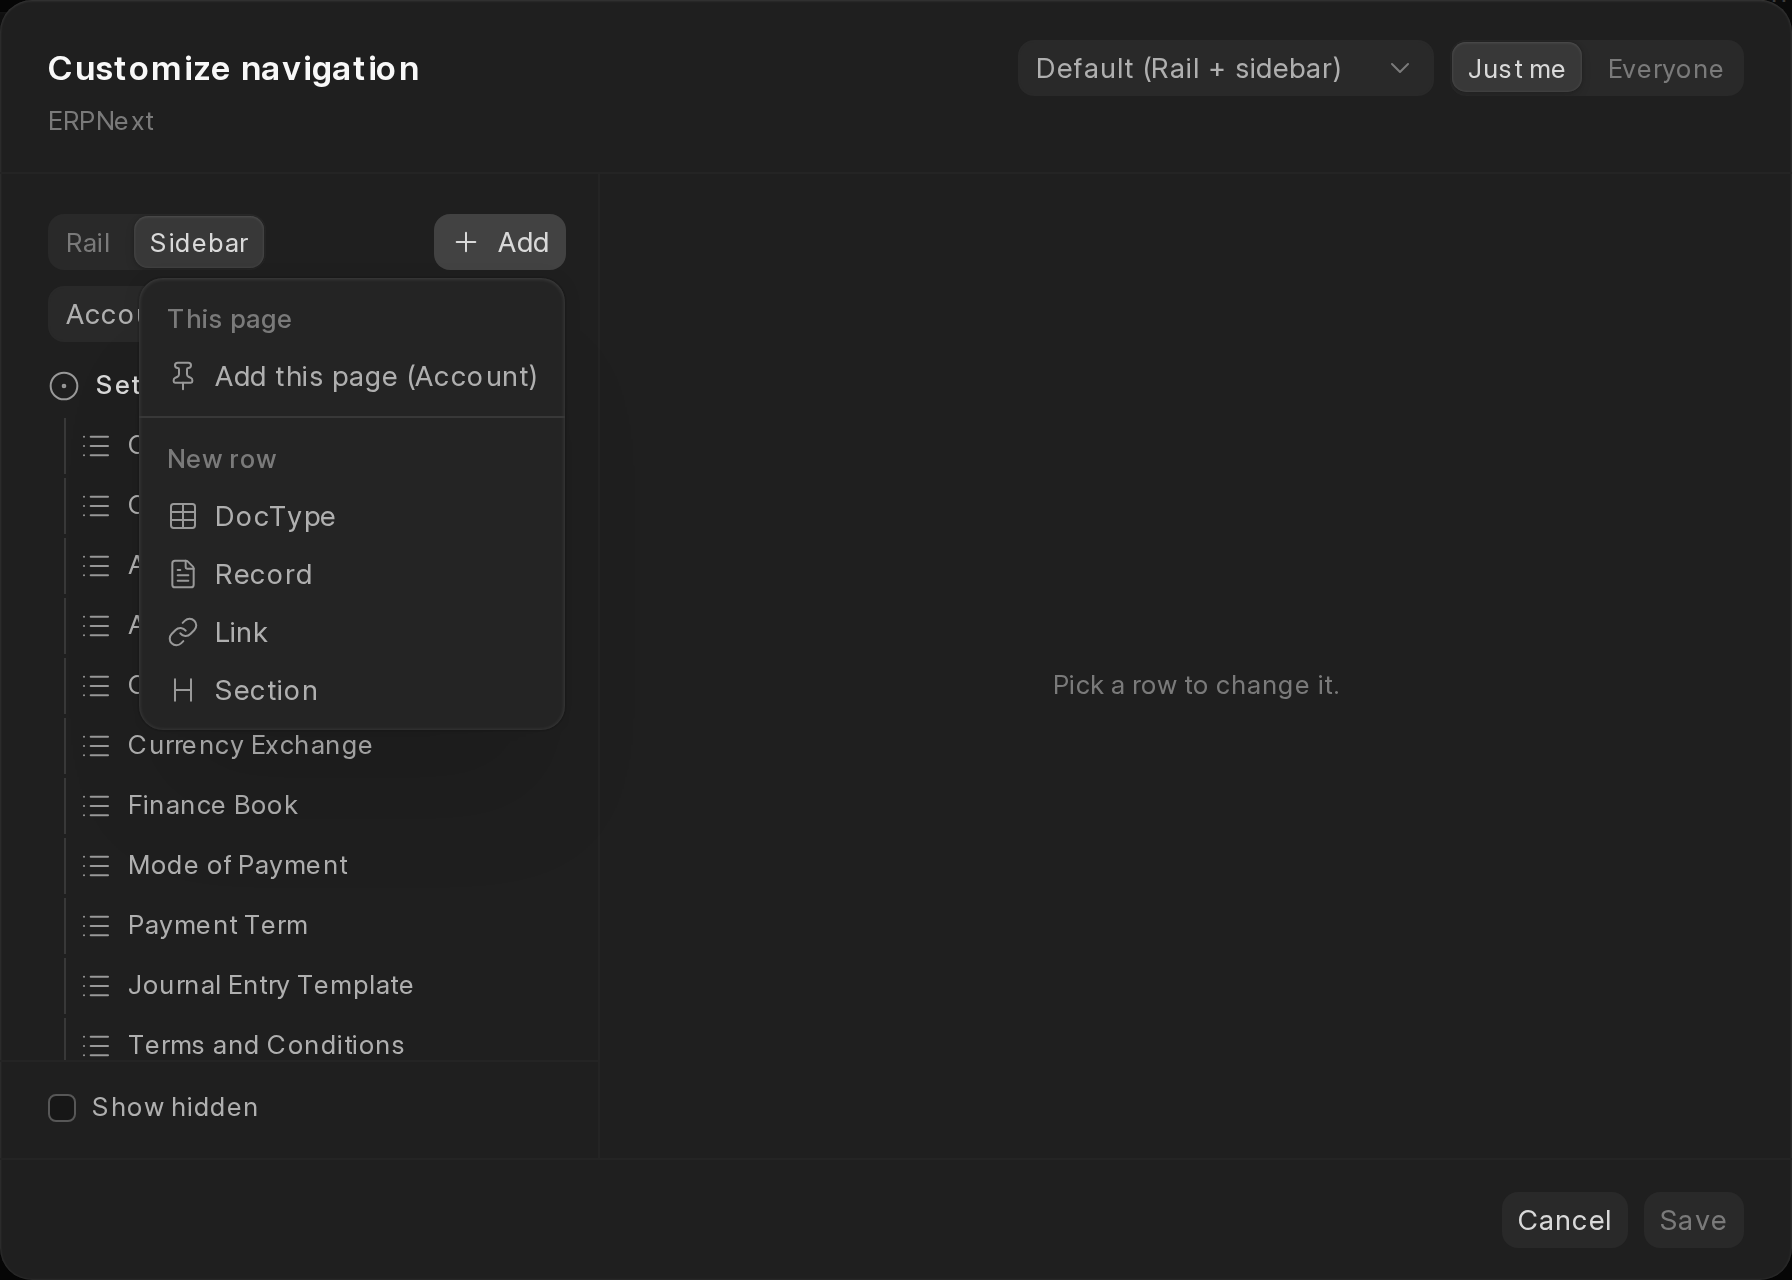 Customize navigation
ERPNext
Default (Rail + sidebar)
Just me
Everyone
Rail
Sidebar
Add
This page
Add this page (Account)
New row
DocType
Record
Link
Section
Currency Exchange
Finance Book
Mode of Payment
Payment Term
Journal Entry Template
Terms and Conditions
Show hidden
Pick a row to change it.
Cancel
Save